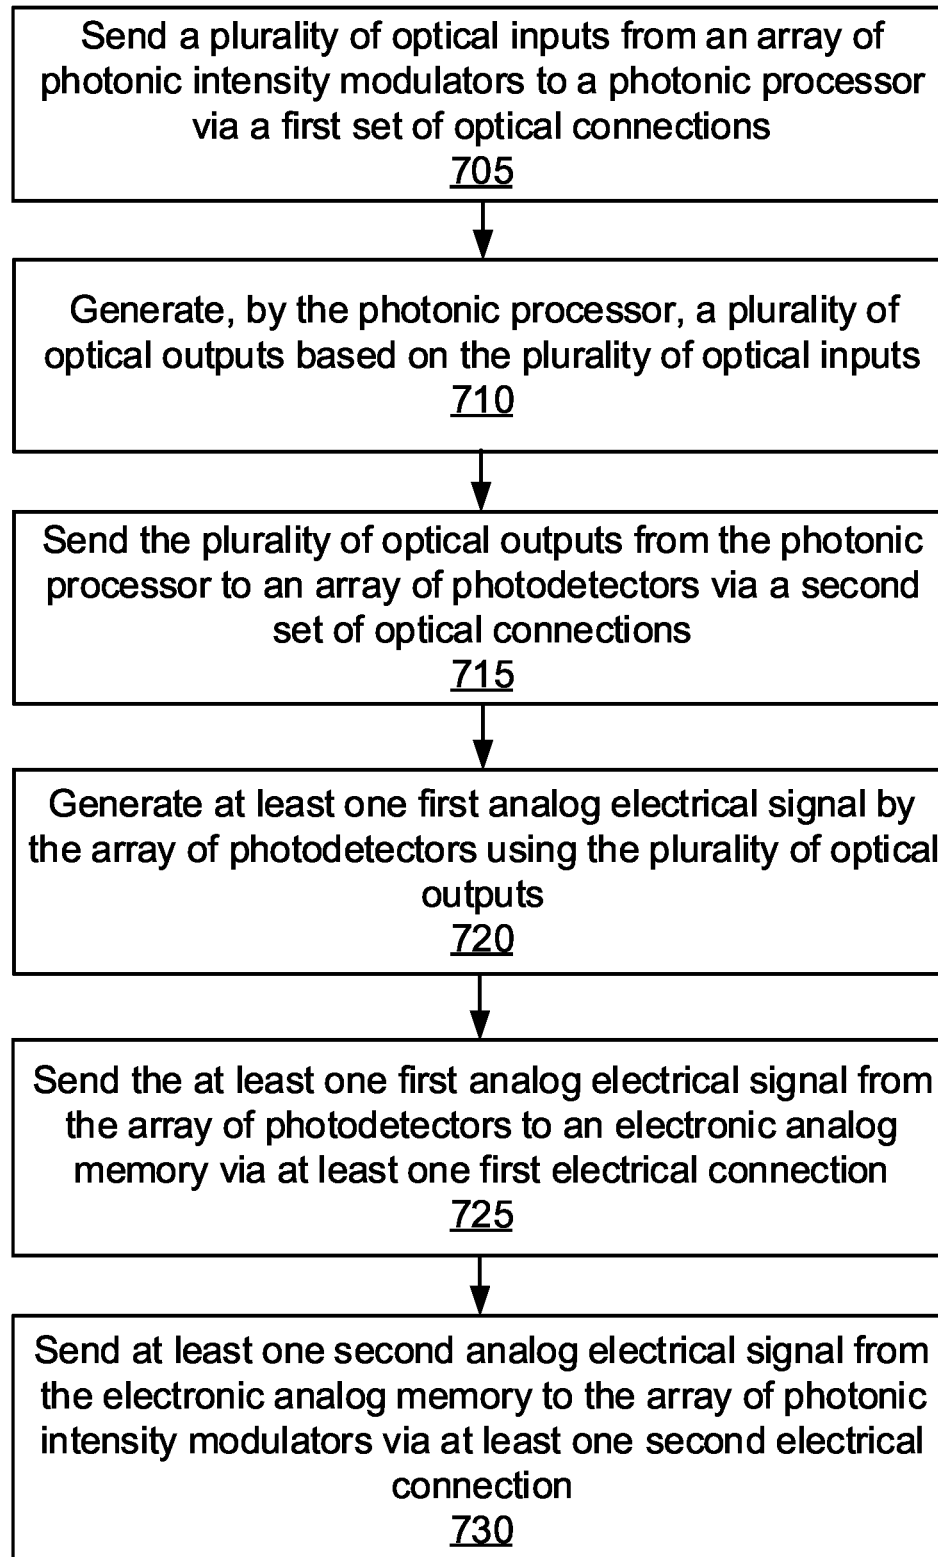 Send a plurality of optical inputs from an array of
photonic intensity modulators to a photonic processor
via a first set of optical connections
705
Generate, by the photonic processor, a plurality of
optical outputs based on the plurality of optical inputs
710
Send the plurality of optical outputs from the photonic
processor to an array of photodetectors via a second
set of optical connections
715
Generate at least one first analog electrical signal by
the array of photodetectors using the plurality of optical
outputs
720
Send the at least one first analog electrical signal from
the array of photodetectors to an electronic analog
memory via at least one first electrical connection
725
Send at least one second analog electrical signal from
the electronic analog memory to the array of photonic
intensity modulators via at least one second electrical
connection
730